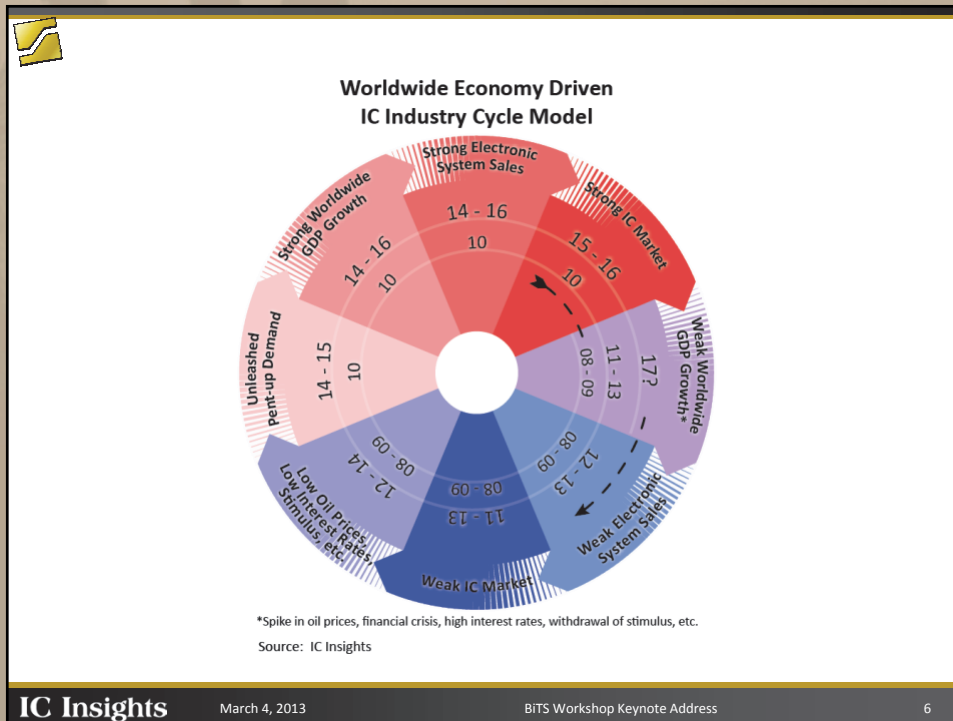 Worldwide Economy Driven
IC Industry Cycle Model
Strong Electronic
System Sales
14 - 16
10
Strong IC Market
15 - 16
10
Weak Worldwide
GDP Growth*
17?
11 - 13
08 - 09
Weak Electronic
System Sales
12 - 13
08 - 09
Weak IC Market
11 - 13
08 - 09
Low Oil Prices,
Low Interest Rates,
Stimulus, etc.
12 - 14
08 - 09
Unleashed
Pent-up Demand
14 - 15
10
Strong Worldwide
GDP Growth
14 - 16
10
*Spike in oil prices, financial crisis, high interest rates, withdrawal of stimulus, etc.
Source: IC Insights
IC Insights
March 4, 2013
BiTS Workshop Keynote Address
6